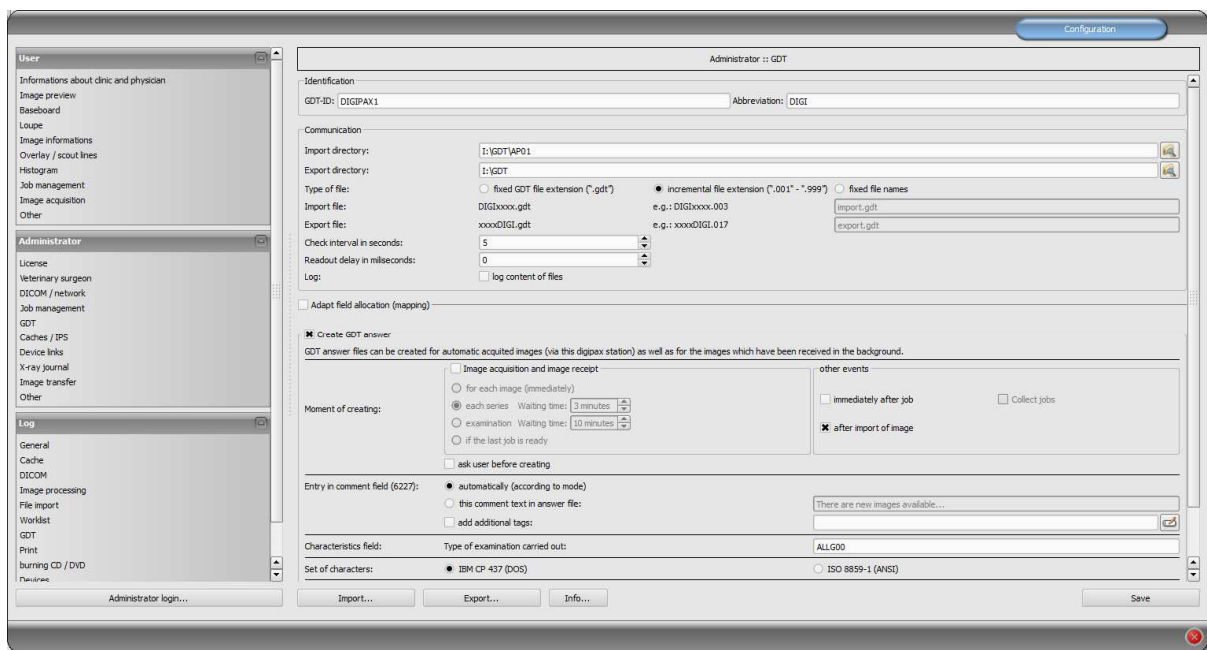 Configuration
User
Informations about clinic and physician
Image preview
Baseboard
Loupe
Image informations
Overlay / scout lines
Histogram
Job management
Image acquisition
Other
Administrator
License
Veterinary surgeon
DICOM / network
Job management
GDT
Caches / IPS
Device links
X-ray journal
Image transfer
Other
Log
General
Cache
DICOM
Image processing
File import
Worklist
GDT
Print
burning CD / DVD
Devices
Administrator login...
Administrator :: GDT
Identification
GDT-ID: DIGIPAX1 Abbreviation: DIGI
Communication
Import directory: I:\GDT\AP01
Export directory: I:\GDT
Type of file: fixed GDT file extension (".gdt") incremental file extension (".001" - ".999") fixed file names
Import file: DIGIxxxx.gdt e.g.: DIGIxxxx.003 import.gdt
Export file: xxxxDIGI.gdt e.g.: xxxxDIGI.017 export.gdt
Check interval in seconds: 5
Readout delay in miliseconds: 0
Log: log content of files
Adapt field allocation (mapping)
Create GDT answer
GDT answer files can be created for automatic acquited images (via this digipax station) as well as for the images which have been received in the background.
Moment of creating:
Image acquisition and image receipt
for each image (immediately)
each series Waiting time: 3 minutes
examination Waiting time: 10 minutes
if the last job is ready
ask user before creating
other events
immediately after job Collect jobs
after import of image
Entry in comment field (6227): automatically (according to mode)
this comment text in answer file: There are new images available...
add additional tags:
Characteristics field: Type of examination carried out: ALLG00
Set of characters: IBM CP 437 (DOS) ISO 8859-1 (ANSI)
Import... Export... Info... Save